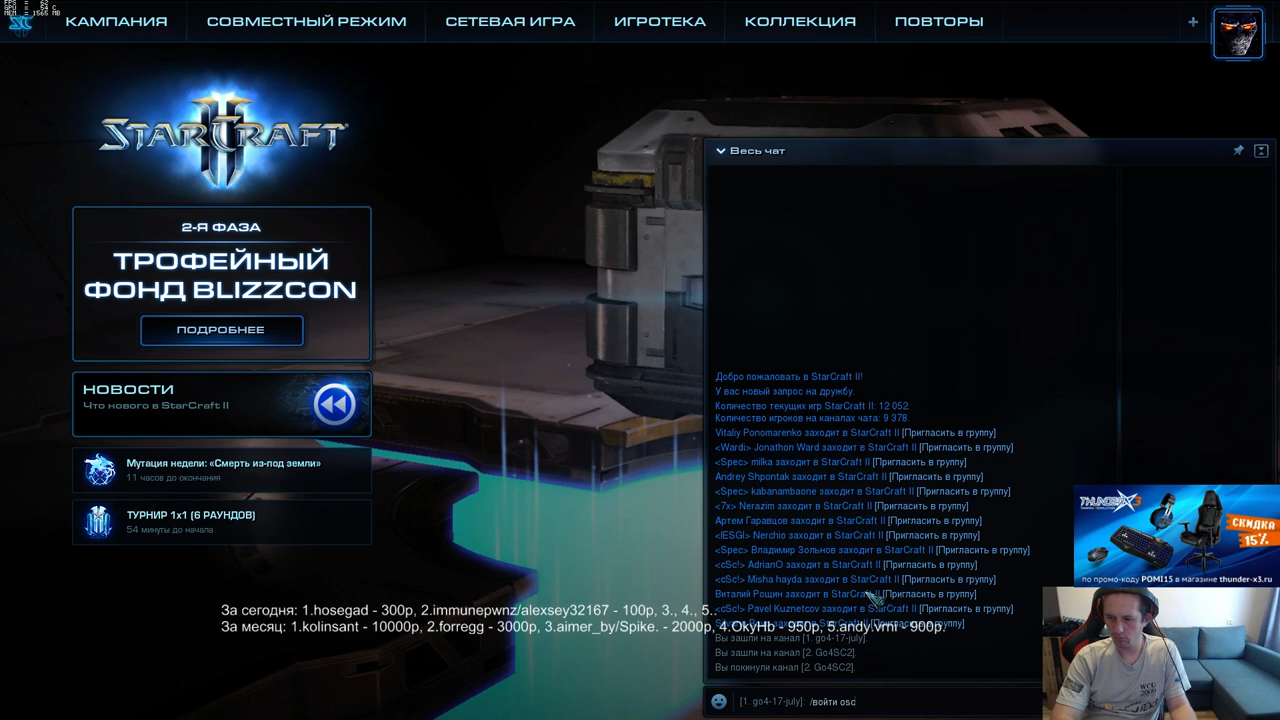 КАМПАНИЯ
СОВМЕСТНЫЙ РЕЖИМ
СЕТЕВАЯ ИГРА
ИГРОТЕКА
КОЛЛЕКЦИЯ
ПОВТОРЫ
STARCRAFT
II
2-Я ФАЗА
ТРОФЕЙНЫЙ
ФОНД BLIZZCON
ПОДРОБНЕЕ
НОВОСТИ
Что нового в StarCraft II
Мутация недели: «Смерть из-под земли»
11 часов до окончания
ТУРНИР 1x1 (6 РАУНДОВ)
54 минуты до начала
Весь чат
Добро пожаловать в StarCraft II!
У вас новый запрос на дружбу.
Количество текущих игр StarCraft II: 12 052.
Количество игроков на каналах чата: 9 378.
Vitaliy Ponomarenko заходит в StarCraft II [Пригласить в группу]
<Wardi> Jonathon Ward заходит в StarCraft II [Пригласить в группу]
<Spec> milka заходит в StarCraft II [Пригласить в группу]
Andrey Shpontak заходит в StarCraft II [Пригласить в группу]
<Spec> kabanambaone заходит в StarCraft II [Пригласить в группу]
<7x> Nerazim заходит в StarCraft II [Пригласить в группу]
Артем Гаравцов заходит в StarCraft II [Пригласить в группу]
<IESGI> Nerchio заходит в StarCraft II [Пригласить в группу]
<Spec> Владимир Зольнов заходит в StarCraft II [Пригласить в группу]
<cSc!> AdrianO заходит в StarCraft II [Пригласить в группу]
<cSc!> Misha hayda заходит в StarCraft II [Пригласить в группу]
Виталий Рощин заходит в StarCraft II [Пригласить в группу]
<cSc!> Pavel Kuznetcov заходит в StarCraft II [Пригласить в группу]
заходит в StarCraft II [Пригласить в группу]
Вы зашли на канал [1. go4-17-july].
Вы зашли на канал [2. Go4SC2].
Вы покинули канал [2. Go4SC2].
[1. go4-17-july]: /войти osc
За сегодня: 1.hosegad - 300р, 2.immunepwnz/alexsey32167 - 100р, 3., 4., 5..
За месяц: 1.kolinsant - 10000р, 2.forregg - 3000р, 3.aimer_by/Spike. - 2000р, 4.ОкуНЬ - 950р, 5.andy.vrni - 900р.
THUNDERX3
СКИДКА
15%
по промо-коду POMI15 в магазине thunder-x3.ru
WCG